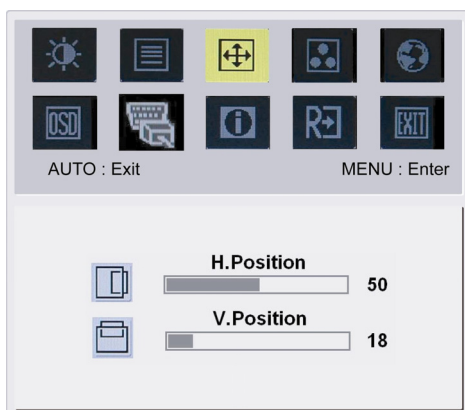 OSD
i
R
EXIT
AUTO : Exit
MENU : Enter
H.Position
50
V.Position
18